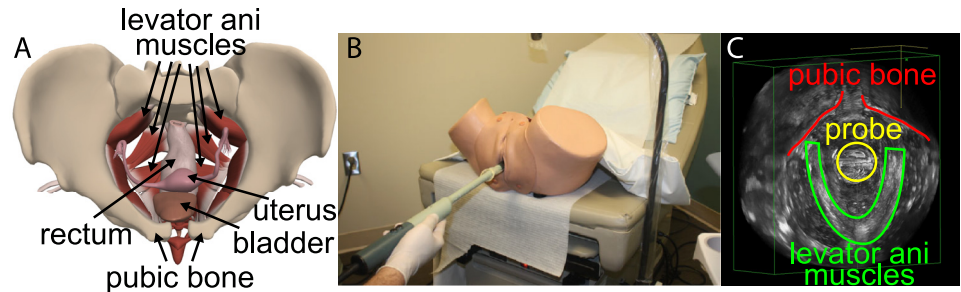 A
levator ani
muscles
rectum
uterus
bladder
pubic bone
B
C
pubic bone
probe
levator ani
muscles